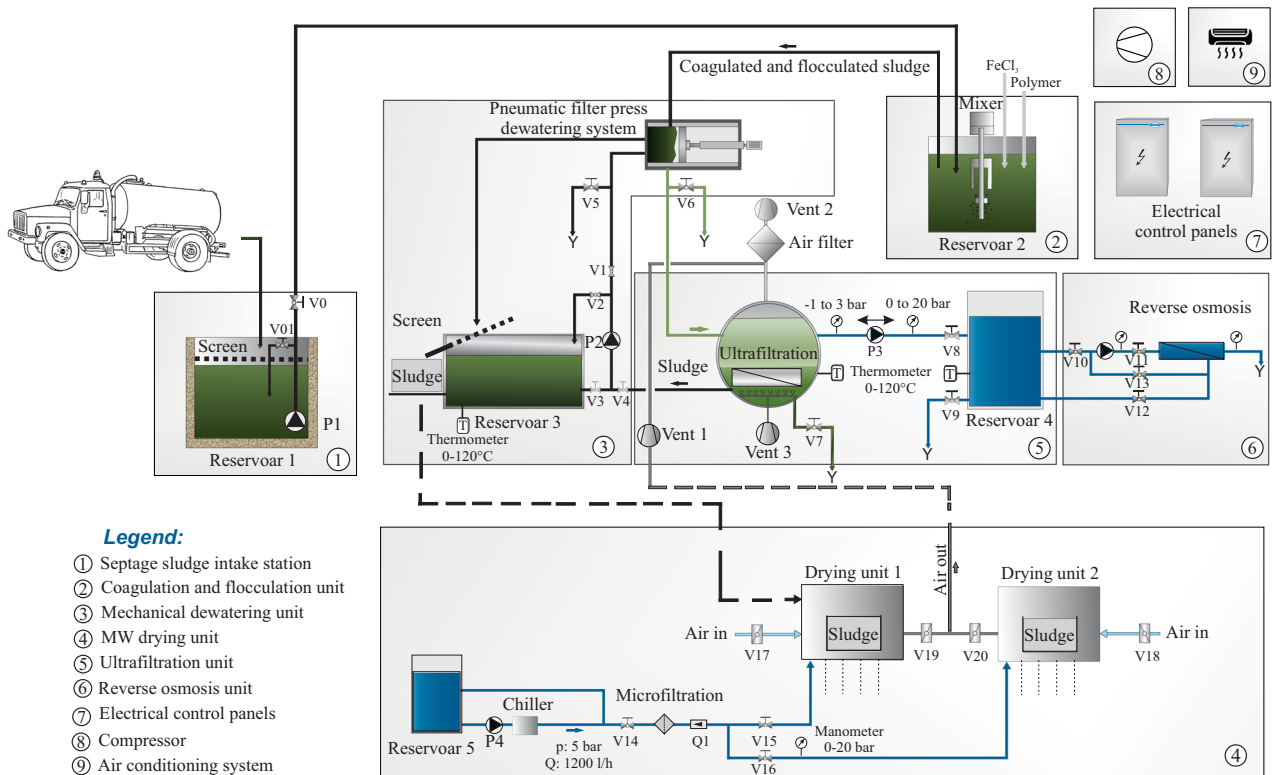 Coagulated and flocculated sludge
FeCl₃
Polymer
Mixer
Reservoar 2
②
⑧
⑨
Electrical
control panels
⑦
Pneumatic filter press
dewatering system
V5
V6
Y
Y
V1
V2
P2
Screen
Sludge
Reservoar 3
Thermometer
0-120°C
T
V3
V4
③
V0
V01
Screen
P1
Reservoar 1
①
Vent 2
Air filter
Ultrafiltration
Sludge
Vent 1
Vent 3
V7
Y
-1 to 3 bar
0 to 20 bar
P3
V8
T
Thermometer
0-120°C
T
V9
Y
Reservoar 4
⑤
Reverse osmosis
V10
V11
V13
V12
Y
⑥
Legend:
① Septage sludge intake station
② Coagulation and flocculation unit
③ Mechanical dewatering unit
④ MW drying unit
⑤ Ultrafiltration unit
⑥ Reverse osmosis unit
⑦ Electrical control panels
⑧ Compressor
⑨ Air conditioning system
Air out
Drying unit 1
Drying unit 2
Sludge
Sludge
Air in
V17
V19
V20
Air in
V18
Reservoar 5
P4
Chiller
p: 5 bar
Q: 1200 l/h
V14
Microfiltration
Q1
V15
V16
Manometer
0-20 bar
④